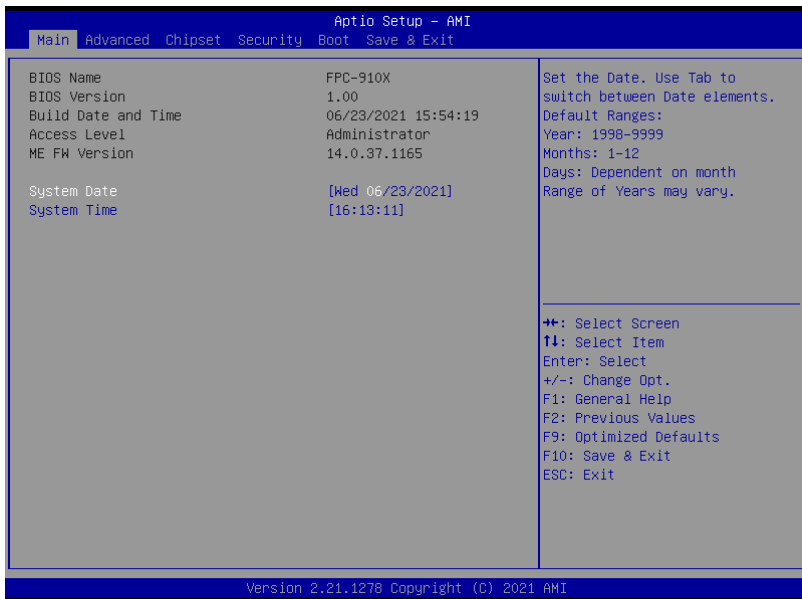 Aptio Setup - AMI
Main Advanced Chipset Security Boot Save & Exit
BIOS Name FPC-910X
BIOS Version 1.00
Build Date and Time 06/23/2021 15:54:19
Access Level Administrator
ME FW Version 14.0.37.1165
System Date [Wed 06/23/2021]
System Time [16:13:11]
Set the Date. Use Tab to
switch between Date elements.
Default Ranges:
Year: 1998-9999
Months: 1-12
Days: Dependent on month
Range of Years may vary.
→←: Select Screen
↑↓: Select Item
Enter: Select
+/-: Change Opt.
F1: General Help
F2: Previous Values
F9: Optimized Defaults
F10: Save & Exit
ESC: Exit
Version 2.21.1278 Copyright (C) 2021 AMI